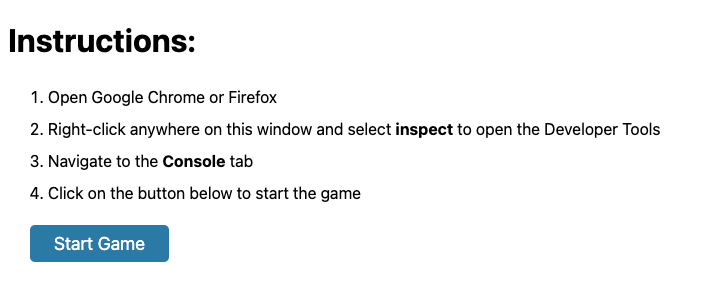 Instructions:
1. Open Google Chrome or Firefox
2. Right-click anywhere on this window and select inspect to open the Developer Tools
3. Navigate to the Console tab
4. Click on the button below to start the game
Start Game